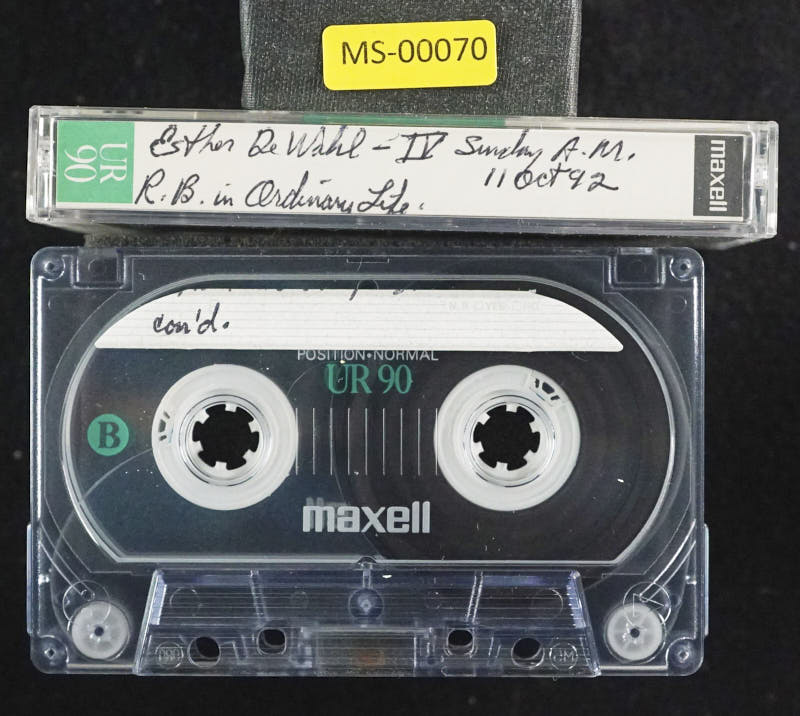 MS-00070
UR 90
Esther De Wahl - IV Sunday A.M.
R.B. in Ordinary Life. 11 Oct 92
maxell
con'd.
POSITION•NORMAL
UR 90
B
maxell